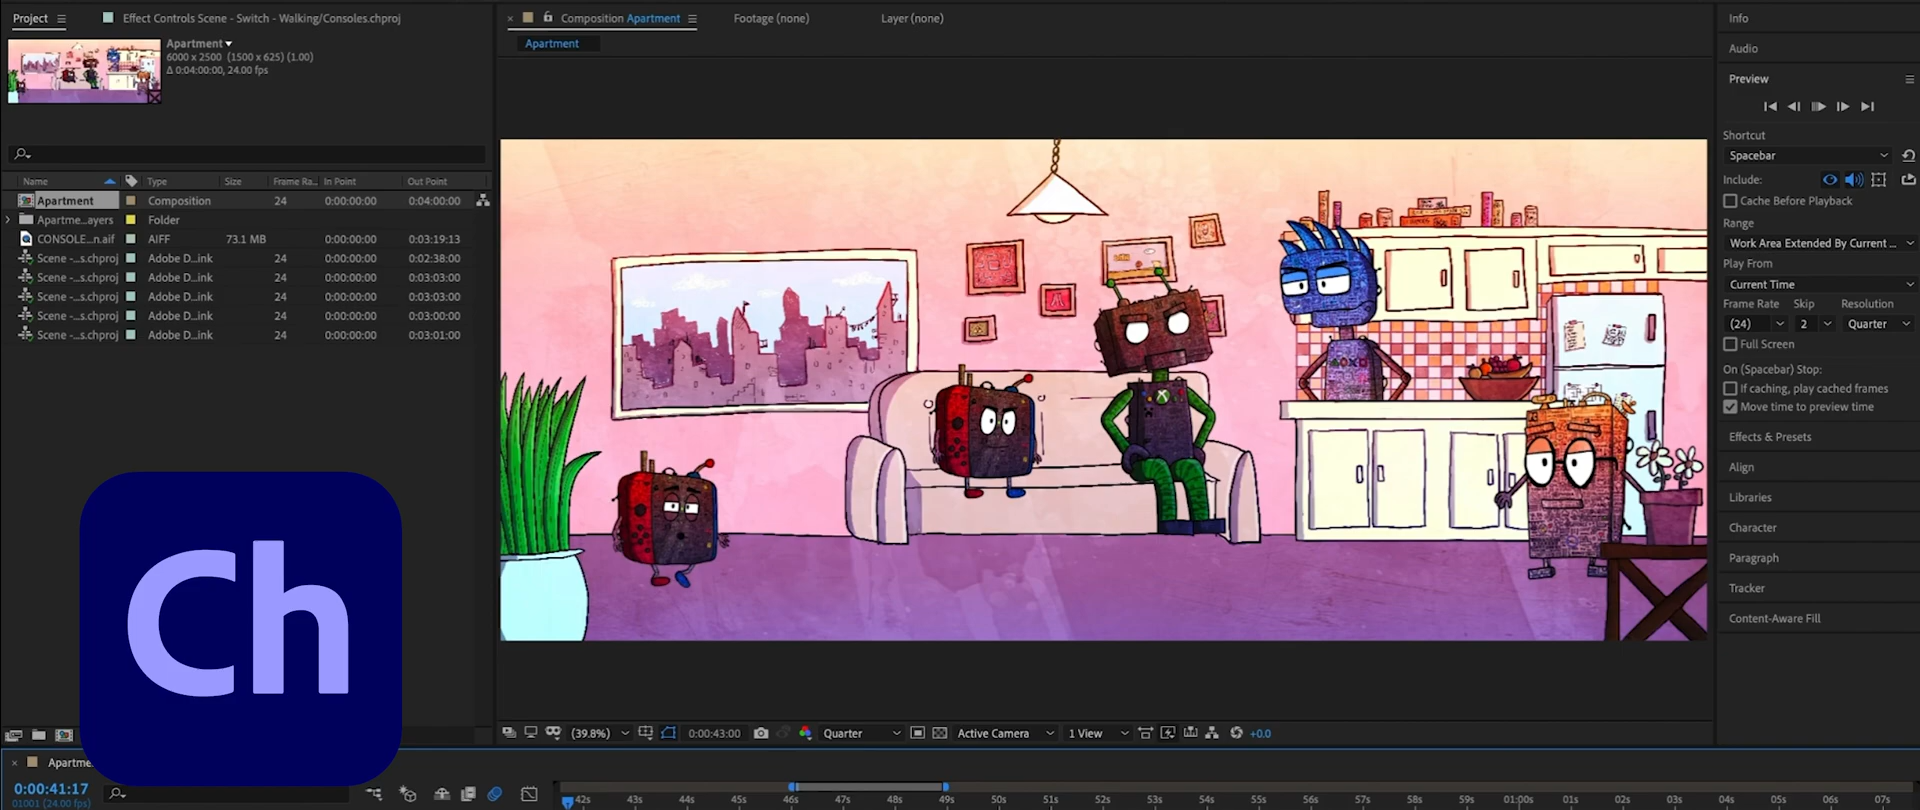 Project
Effect Controls Scene - Switch - Walking/Consoles.chproj
Apartment
6000 x 2500 (1500 x 625) (1.00)
Δ 0:04:00:00, 24.00 fps
Name Type Size Frame Ra... In Point Out Point
Apartment Composition 24 0:00:00:00 0:04:00:00
Apartme...ayers Folder
CONSOLE...n.aif AIFF 73.1 MB 0:00:00:00 0:03:19:13
Scene -...s.chproj Adobe D...ink 24 0:00:00:00 0:02:38:00
Scene -...s.chproj Adobe D...ink 24 0:00:00:00 0:03:03:00
Scene -...s.chproj Adobe D...ink 24 0:00:00:00 0:03:03:00
Scene -...s.chproj Adobe D...ink 24 0:00:00:00 0:03:00:00
Scene -...s.chproj Adobe D...ink 24 0:00:00:00 0:03:01:00
Ch
Composition Apartment
Footage (none)
Layer (none)
Apartment
A
(39.8%)
0:00:43:00
Quarter
Active Camera
1 View
+0.0
Info
Audio
Preview
Shortcut
Spacebar
Include:
Cache Before Playback
Range
Work Area Extended By Current ...
Play From
Current Time
Frame Rate Skip Resolution
(24) 2 Quarter
Full Screen
On (Spacebar) Stop:
If caching, play cached frames
Move time to preview time
Effects & Presets
Align
Libraries
Character
Paragraph
Tracker
Content-Aware Fill
Apartme
0:00:41:17
01001 (24.00 fps)
42s 43s 44s 45s 46s 47s 48s 49s 50s 51s 52s 53s 54s 55s 56s 57s 58s 59s 01:00s 01s 02s 03s 04s 05s 06s 07s